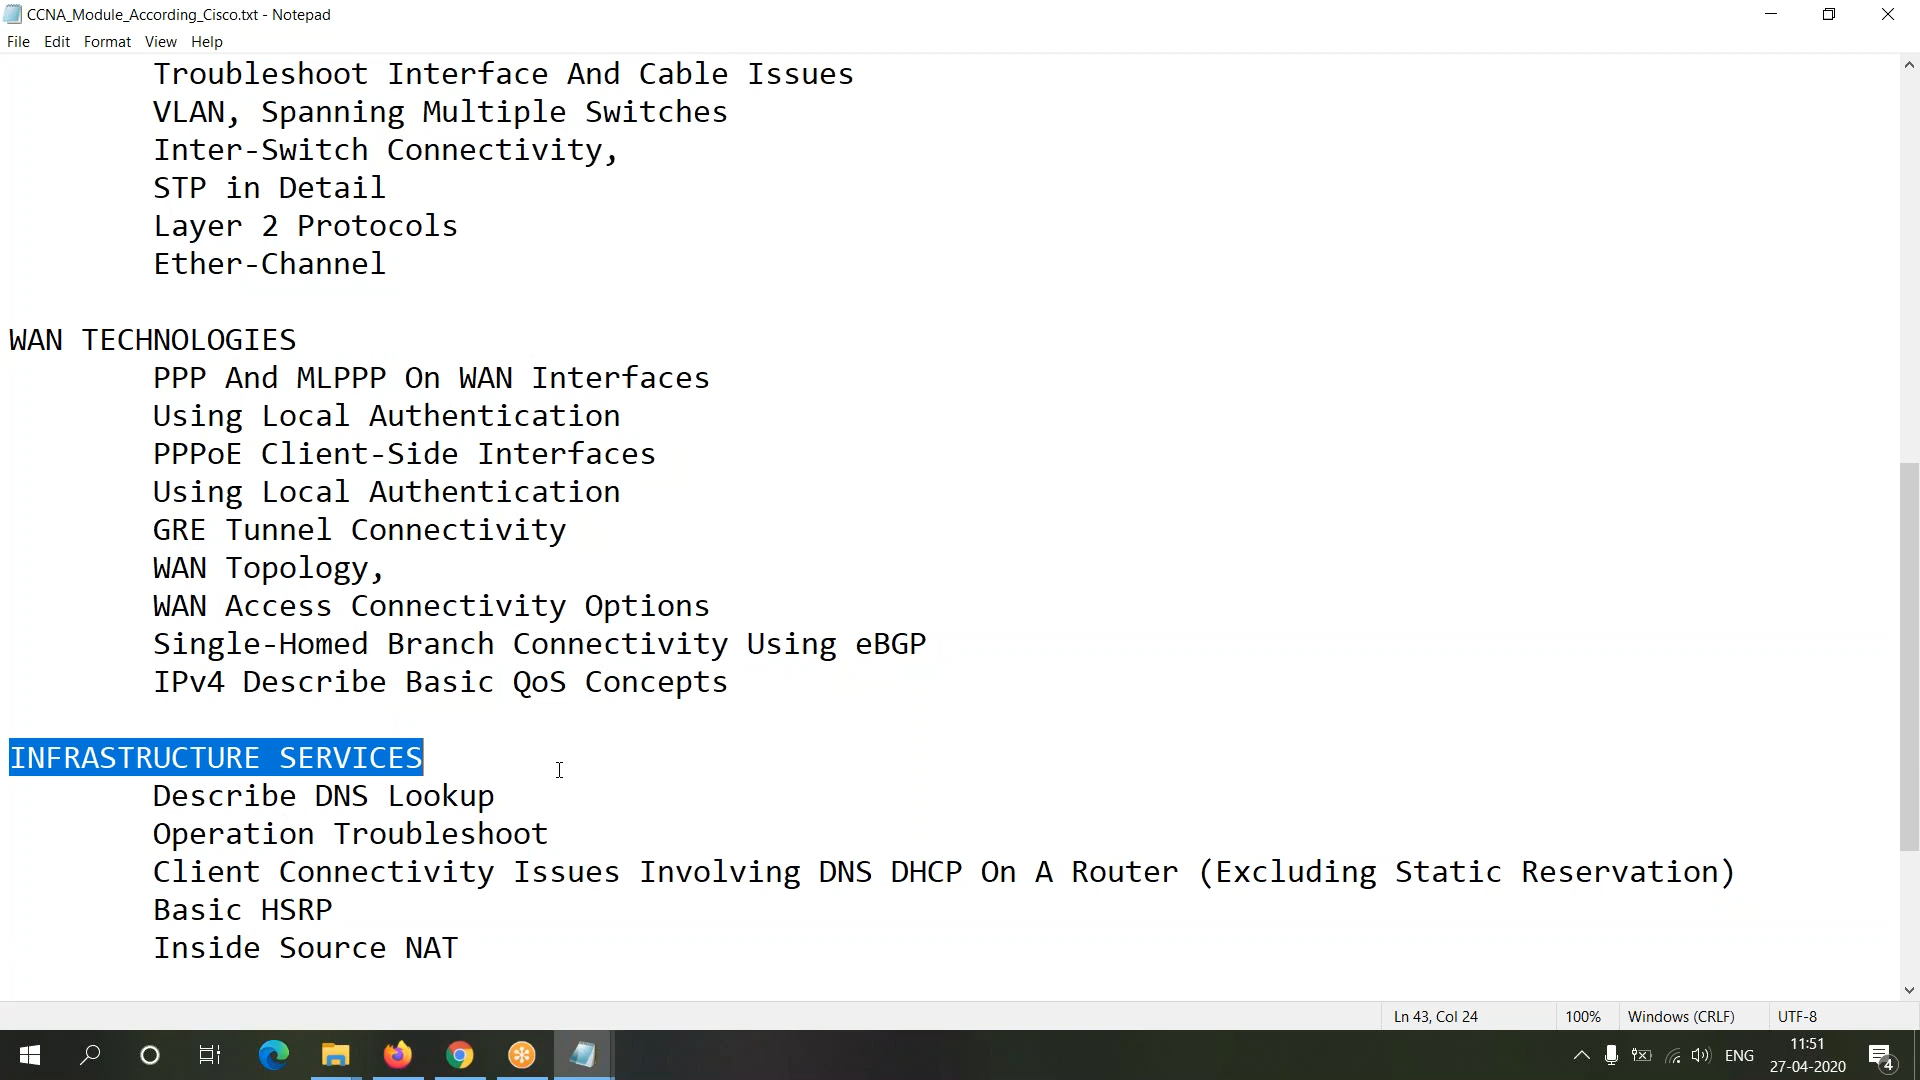 CCNA_Module_According_Cisco.txt - Notepad
File Edit Format View Help
Troubleshoot Interface And Cable Issues
VLAN, Spanning Multiple Switches
Inter-Switch Connectivity,
STP in Detail
Layer 2 Protocols
Ether-Channel
WAN TECHNOLOGIES
PPP And MLPPP On WAN Interfaces
Using Local Authentication
PPPoE Client-Side Interfaces
Using Local Authentication
GRE Tunnel Connectivity
WAN Topology,
WAN Access Connectivity Options
Single-Homed Branch Connectivity Using eBGP
IPv4 Describe Basic QoS Concepts
INFRASTRUCTURE SERVICES
Describe DNS Lookup
Operation Troubleshoot
Client Connectivity Issues Involving DNS DHCP On A Router (Excluding Static Reservation)
Basic HSRP
Inside Source NAT
Ln 43, Col 24 100% Windows (CRLF) UTF-8
ENG 11:51
27-04-2020 4